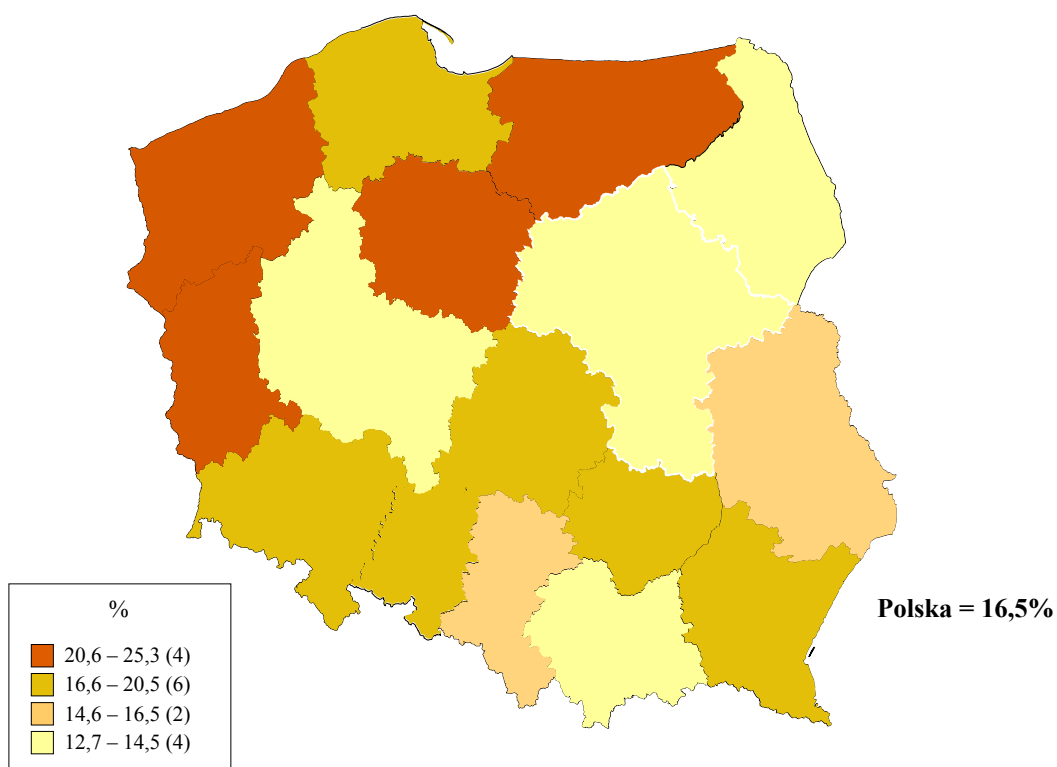 Polska = 16,5%
%
20,6 – 25,3 (4)
16,6 – 20,5 (6)
14,6 – 16,5 (2)
12,7 – 14,5 (4)